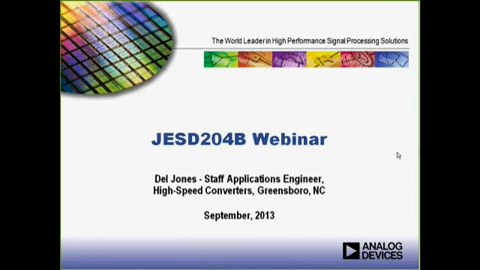 The World Leader in High Performance Signal Processing Solutions
JESD204B Webinar
Del Jones - Staff Applications Engineer,
High-Speed Converters, Greensboro, NC
September, 2013
ANALOG
DEVICES